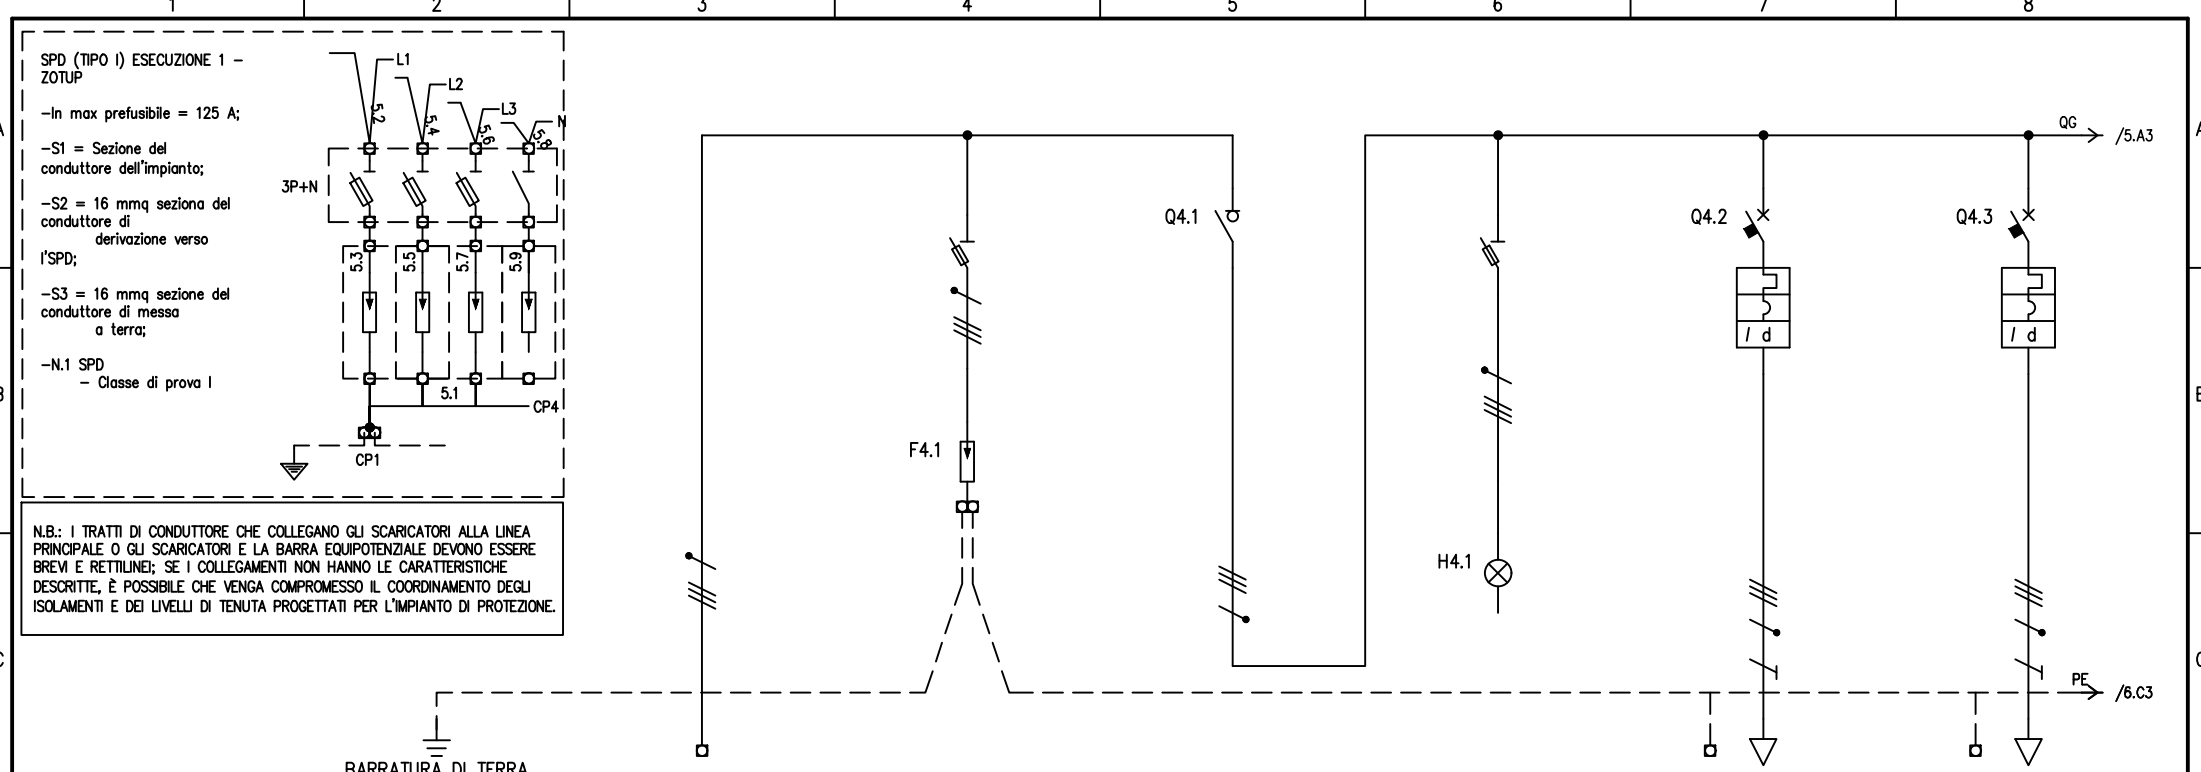 1 2 3 4 5 6 7 8
SPD (TIPO I) ESECUZIONE 1 –
ZOTUP
–In max prefusibile = 125 A;
–S1 = Sezione del
conduttore dell'impianto;
–S2 = 16 mmq seziona del
conduttore di
derivazione verso
l'SPD;
–S3 = 16 mmq sezione del
conduttore di messa
a terra;
–N.1 SPD
– Classe di prova I
L1
L2
L3
N
5.2
5.4
5.6
5.8
3P+N
5.3
5.5
5.7
5.9
5.1
CP4
CP1
N.B.: I TRATTI DI CONDUTTORE CHE COLLEGANO GLI SCARICATORI ALLA LINEA
PRINCIPALE O GLI SCARICATORI E LA BARRA EQUIPOTENZIALE DEVONO ESSERE
BREVI E RETTILINEI; SE I COLLEGAMENTI NON HANNO LE CARATTERISTICHE
DESCRITTE, È POSSIBILE CHE VENGA COMPROMESSO IL COORDINAMENTO DEGLI
ISOLAMENTI E DEI LIVELLI DI TENUTA PROGETTATI PER L'IMPIANTO DI PROTEZIONE.
A
QG
/5.A3
A
Q4.1
Q4.2
Q4.3
I d
I d
B
F4.1
B
H4.1
C
C
PE
/6.C3
BARRATURA DI TERRA